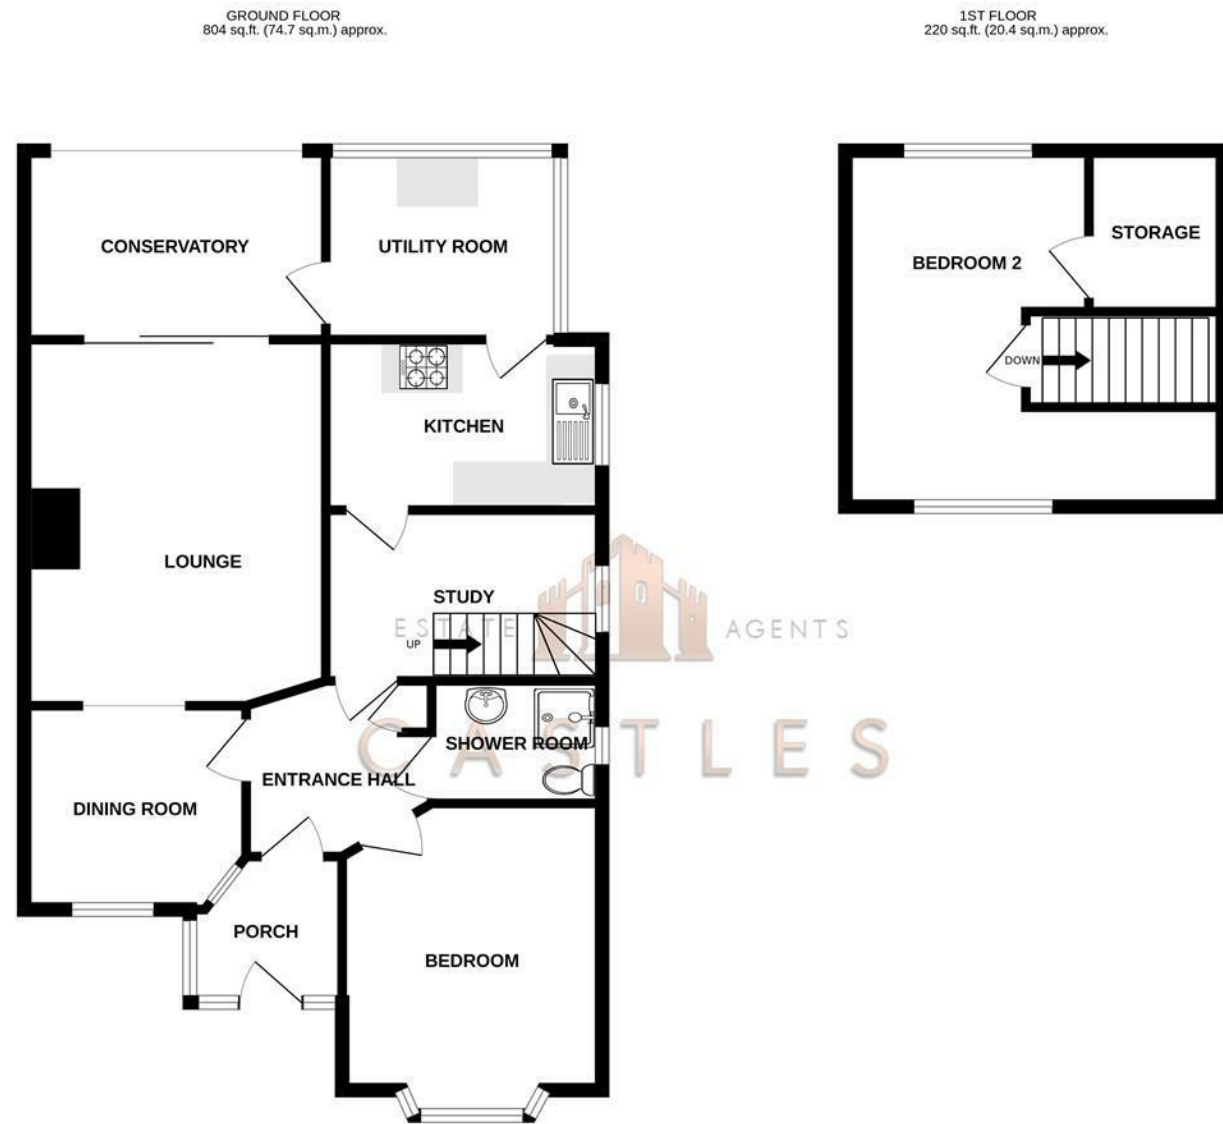 GROUND FLOOR
804 sq.ft. (74.7 sq.m.) approx.
1ST FLOOR
220 sq.ft. (20.4 sq.m.) approx.
CONSERVATORY
UTILITY ROOM
STORAGE
BEDROOM 2
DOWN
KITCHEN
LOUNGE
STUDY
ESTATE AGENTS
UP
CASTLES
SHOWER ROOM
ENTRANCE HALL
DINING ROOM
PORCH
BEDROOM